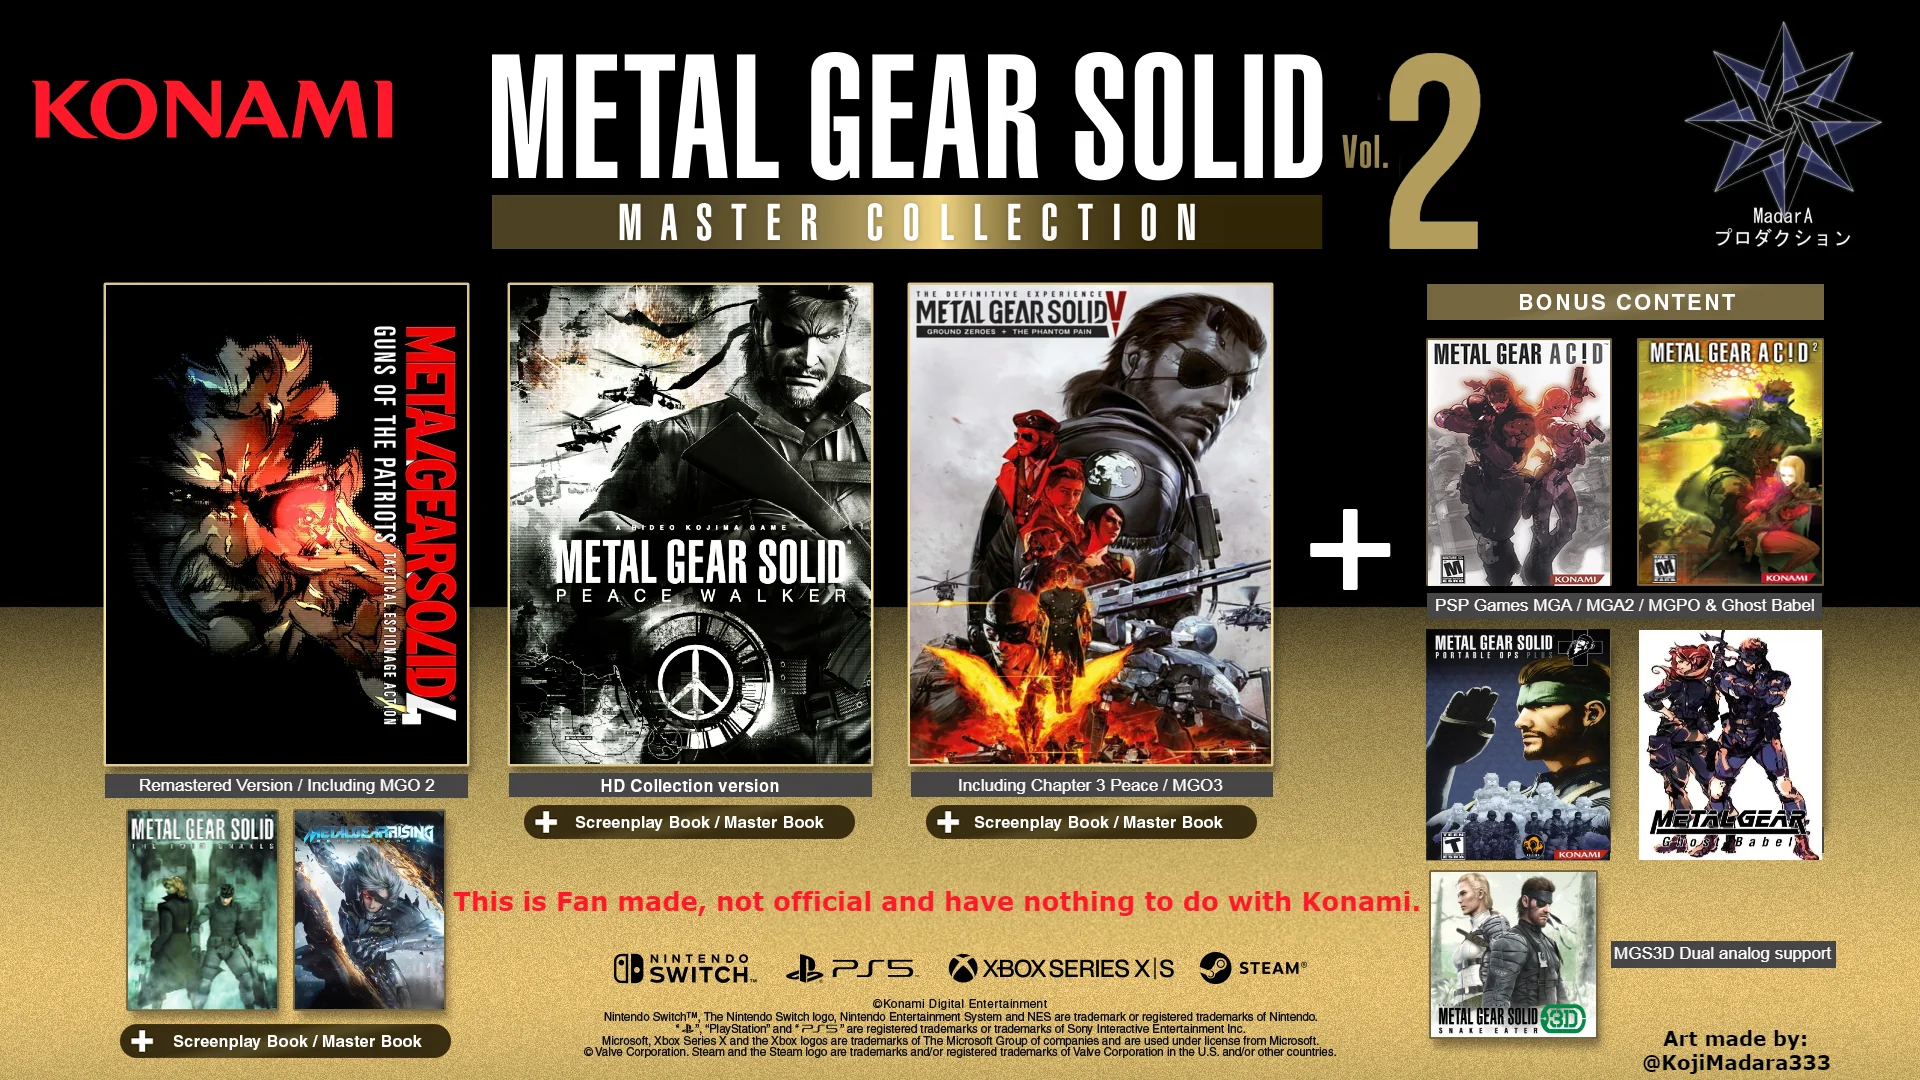 KONAMI
METAL GEAR SOLID
Vol. 2
MASTER COLLECTION
MadarA
プロダクション
METAL GEAR SOLID 4
GUNS OF THE PATRIOTS
TACTICAL ESPIONAGE ACTION
A HIDEO KOJIMA GAME
METAL GEAR SOLID
PEACE WALKER
THE DEFINITIVE EXPERIENCE
METAL GEAR SOLID V
GROUND ZEROES + THE PHANTOM PAIN
+
BONUS CONTENT
METAL GEAR AC!D
M
KONAMI
METAL GEAR AC!D 2
M
KONAMI
PSP Games MGA / MGA2 / MGPO & Ghost Babel
METAL GEAR SOLID
PORTABLE OPS PLUS
TEEN
T
ESRB
KONAMI
METAL GEAR
Ghost Babel
Remastered Version / Including MGO 2
HD Collection version
Including Chapter 3 Peace / MGO3
+ Screenplay Book / Master Book
+ Screenplay Book / Master Book
METAL GEAR SOLID
THE TWIN SNAKES
METAL GEAR RISING
+ Screenplay Book / Master Book
This is Fan made, not official and have nothing to do with Konami.
METAL GEAR SOLID 3D
SNAKE EATER
MGS3D Dual analog support
NINTENDO SWITCH™
PS5
XBOX SERIES X|S
STEAM®
©Konami Digital Entertainment
Nintendo Switch™, The Nintendo Switch logo, Nintendo Entertainment System and NES are trademark or registered trademarks of Nintendo.
“ ”, “PlayStation” and “PS5” are registered trademarks or trademarks of Sony Interactive Entertainment Inc.
Microsoft, Xbox Series X and the Xbox logos are trademarks of The Microsoft Group of companies and are used under license from Microsoft.
© Valve Corporation. Steam and the Steam logo are trademarks and/or registered trademarks of Valve Corporation in the U.S. and/or other countries.
Art made by:
@KojiMadara333